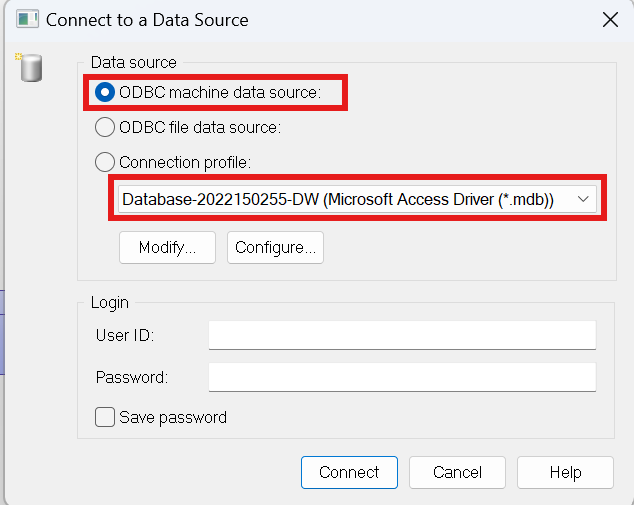 Connect to a Data Source
Data source
ODBC machine data source:
ODBC file data source:
Connection profile:
Database-2022150255-DW (Microsoft Access Driver (*.mdb))
Modify...
Configure...
Login
User ID:
Password:
Save password
Connect
Cancel
Help